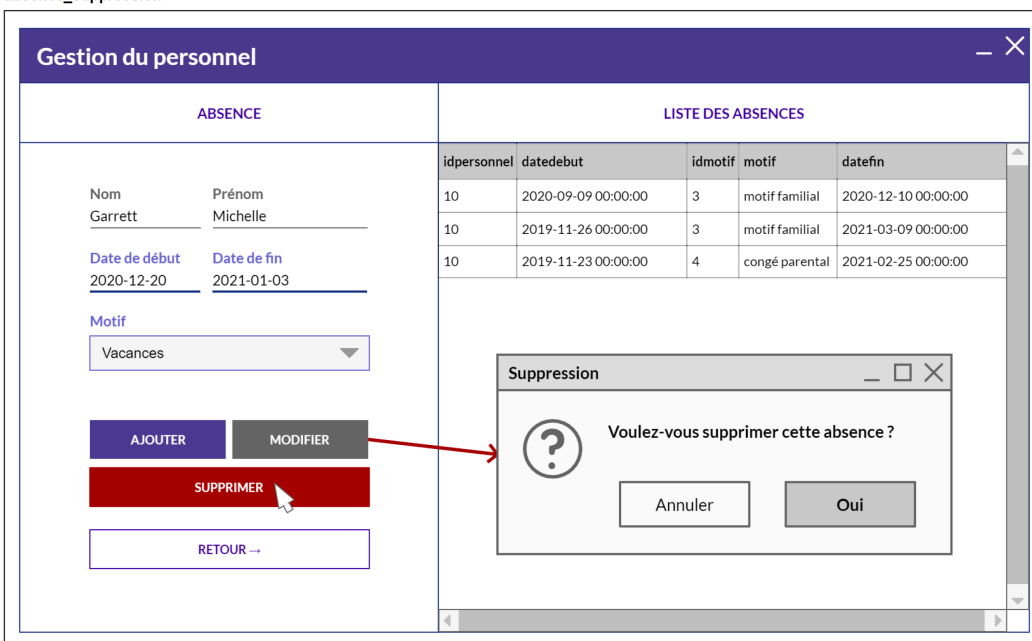 Gestion du personnel
ABSENCE
LISTE DES ABSENCES
idpersonnel datedebut idmotif motif datefin
10 2020-09-09 00:00:00 3 motif familial 2020-12-10 00:00:00
10 2019-11-26 00:00:00 3 motif familial 2021-03-09 00:00:00
10 2019-11-23 00:00:00 4 congé parental 2021-02-25 00:00:00
Nom Prénom
Garrett Michelle
Date de début Date de fin
2020-12-20 2021-01-03
Motif
Vacances
AJOUTER MODIFIER
SUPPRIMER
RETOUR →
Suppression
Voulez-vous supprimer cette absence ?
Annuler Oui